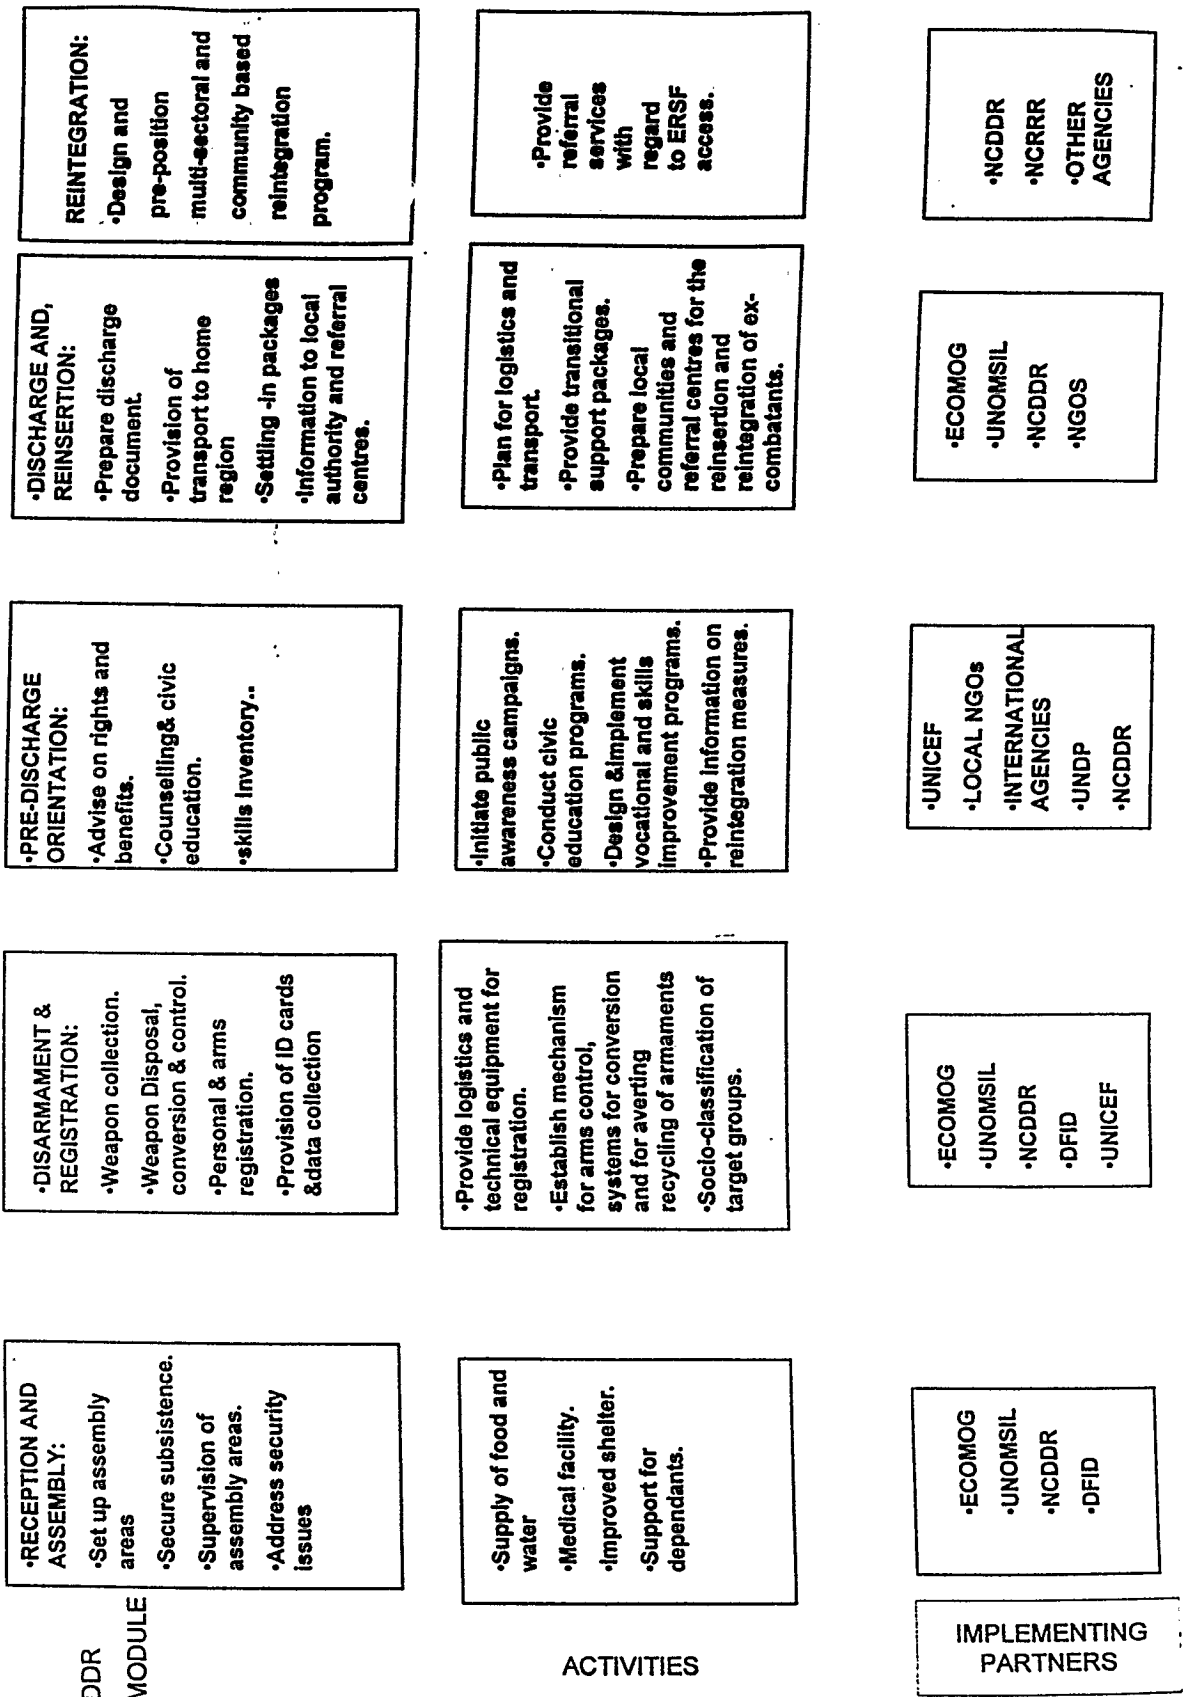 DDR
MODULE
•RECEPTION AND
ASSEMBLY:
•Set up assembly
areas
•Secure subsistence.
•Supervision of
assembly areas.
•Address security
issues
•DISARMAMENT &
REGISTRATION:
•Weapon collection.
•Weapon Disposal,
conversion & control.
•Personal & arms
registration.
•Provision of ID cards
&data collection
•PRE-DISCHARGE
ORIENTATION:
•Advise on rights and
benefits.
•Counselling& civic
education.
•skills Inventory..
•DISCHARGE AND,
REINSERTION:
•Prepare discharge
document.
•Provision of
transport to home
region
•Settling -in packages
•Information to local
authority and referral
centres.
REINTEGRATION:
•Design and
pre-position
multi-sectoral and
community based
reintegration
program.
ACTIVITIES
•Supply of food and
water
•Medical facility.
•Improved shelter.
•Support for
dependants.
•Provide logistics and
technical equipment for
registration.
•Establish mechanism
for arms control,
systems for conversion
and for averting
recycling of armaments
•Socio-classification of
target groups.
•Initiate public
awareness campaigns.
•Conduct civic
education programs.
•Design &implement
vocational and skills
improvement programs.
•Provide information on
reintegration measures.
•Plan for logistics and
transport.
•Provide transitional
support packages.
•Prepare local
communities and
referral centres for the
reinsertion and
reintegration of ex-
combatants.
•Provide
referral
services
with
regard
to ERSF
access.
IMPLEMENTING
PARTNERS
•ECOMOG
•UNOMSIL
•NCDDR
•DFID
•ECOMOG
•UNOMSIL
•NCDDR
•DFID
•UNICEF
•UNICEF
•LOCAL NGOs
•INTERNATIONAL
AGENCIES
•UNDP
•NCDDR
•ECOMOG
•UNOMSIL
•NCDDR
•NGOS
•NCDDR
•NCRRR
•OTHER
AGENCIES